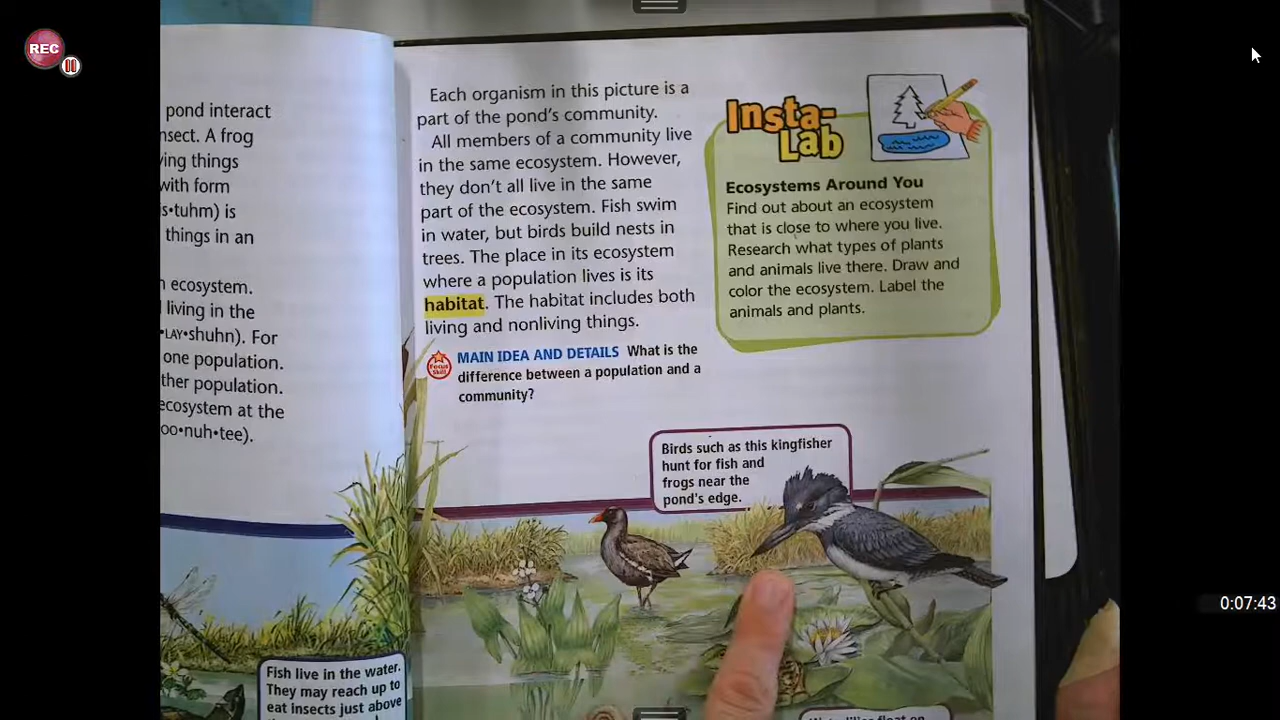 REC
pond interact
nsect. A frog
ving things
with form
s•tuhm) is
things in an
n ecosystem.
living in the
•LAY•shuhn). For
one population.
ther population.
ecosystem at the
oo•nuh•tee).
Fish live in the water.
They may reach up to
eat insects just above
Each organism in this picture is a
part of the pond's community.
All members of a community live
in the same ecosystem. However,
they don't all live in the same
part of the ecosystem. Fish swim
in water, but birds build nests in
trees. The place in its ecosystem
where a population lives is its
habitat. The habitat includes both
living and nonliving things.
Focus
Skill
MAIN IDEA AND DETAILS What is the
difference between a population and a
community?
Insta-
Lab
Ecosystems Around You
Find out about an ecosystem
that is close to where you live.
Research what types of plants
and animals live there. Draw and
color the ecosystem. Label the
animals and plants.
Birds such as this kingfisher
hunt for fish and
frogs near the
pond's edge.
0:07:43